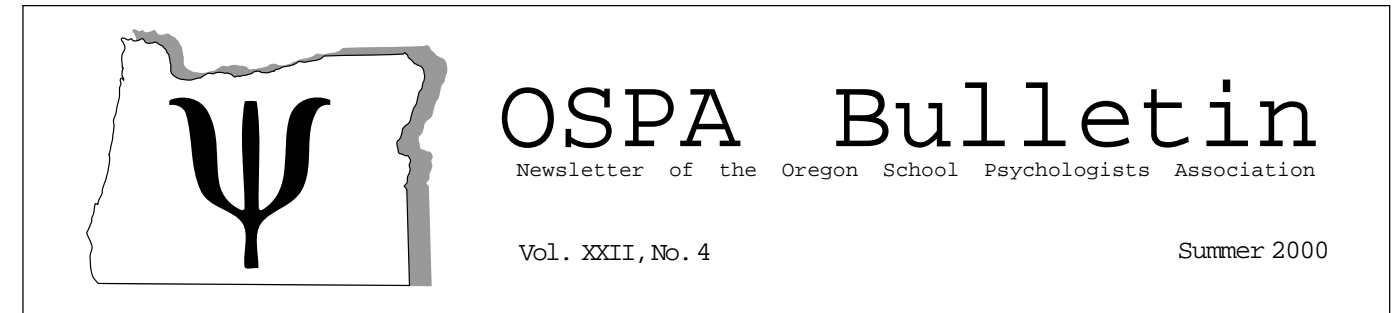 Ψ
OSPA Bulletin
Newsletter of the Oregon School Psychologists Association
Vol. XXII, No. 4
Summer 2000